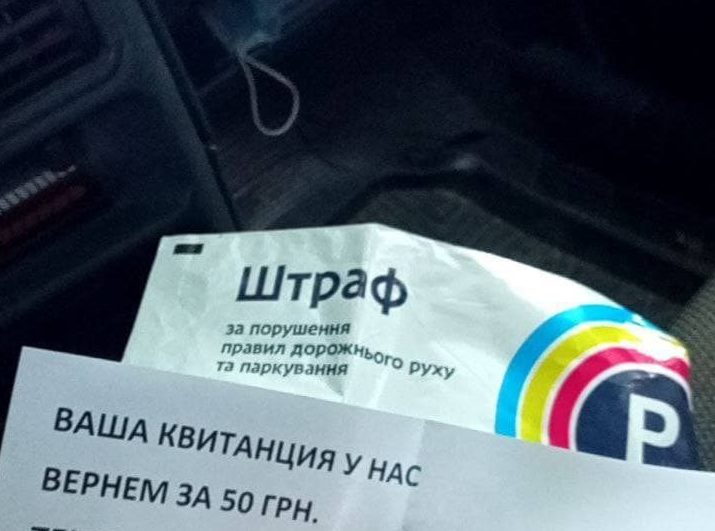 Штраф
за порушення
правил дорожнього руху
та паркування
P
ВАША КВИТАНЦИЯ У НАС
ВЕРНЕМ ЗА 50 ГРН.